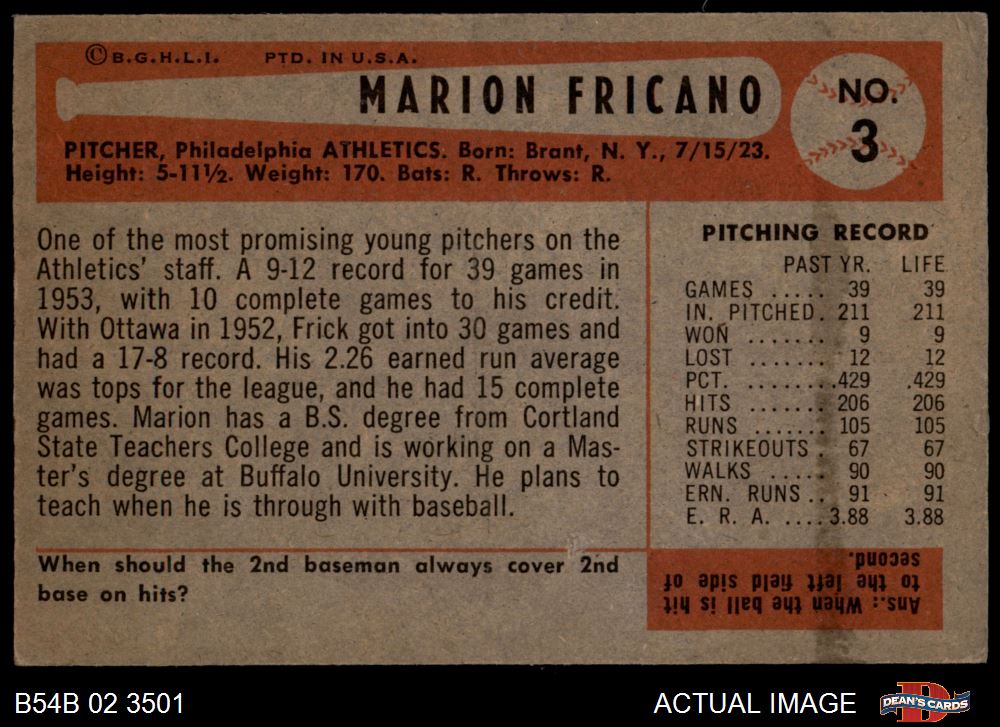 ©B.G.H.L.I. PTD. IN U.S.A.
MARION FRICANO
NO.
3
PITCHER, Philadelphia ATHLETICS. Born: Brant, N. Y., 7/15/23.
Height: 5-11½. Weight: 170. Bats: R. Throws: R.
One of the most promising young pitchers on the
Athletics' staff. A 9-12 record for 39 games in
1953, with 10 complete games to his credit.
With Ottawa in 1952, Frick got into 30 games and
had a 17-8 record. His 2.26 earned run average
was tops for the league, and he had 15 complete
games. Marion has a B.S. degree from Cortland
State Teachers College and is working on a Mas-
ter's degree at Buffalo University. He plans to
teach when he is through with baseball.
PITCHING RECORD
PAST YR. LIFE
GAMES ..... 39 39
IN. PITCHED. 211 211
WON ....... 9 9
LOST ....... 12 12
PCT. ........ .429 .429
HITS ....... 206 206
RUNS ....... 105 105
STRIKEOUTS . 67 67
WALKS ..... 90 90
ERN. RUNS .. 91 91
E. R. A. .... 3.88 3.88
When should the 2nd baseman always cover 2nd
base on hits?
Ans.: When the ball is hit
to the left field side of
second.
B54B 02 3501
ACTUAL IMAGE
DEAN'S CARDS